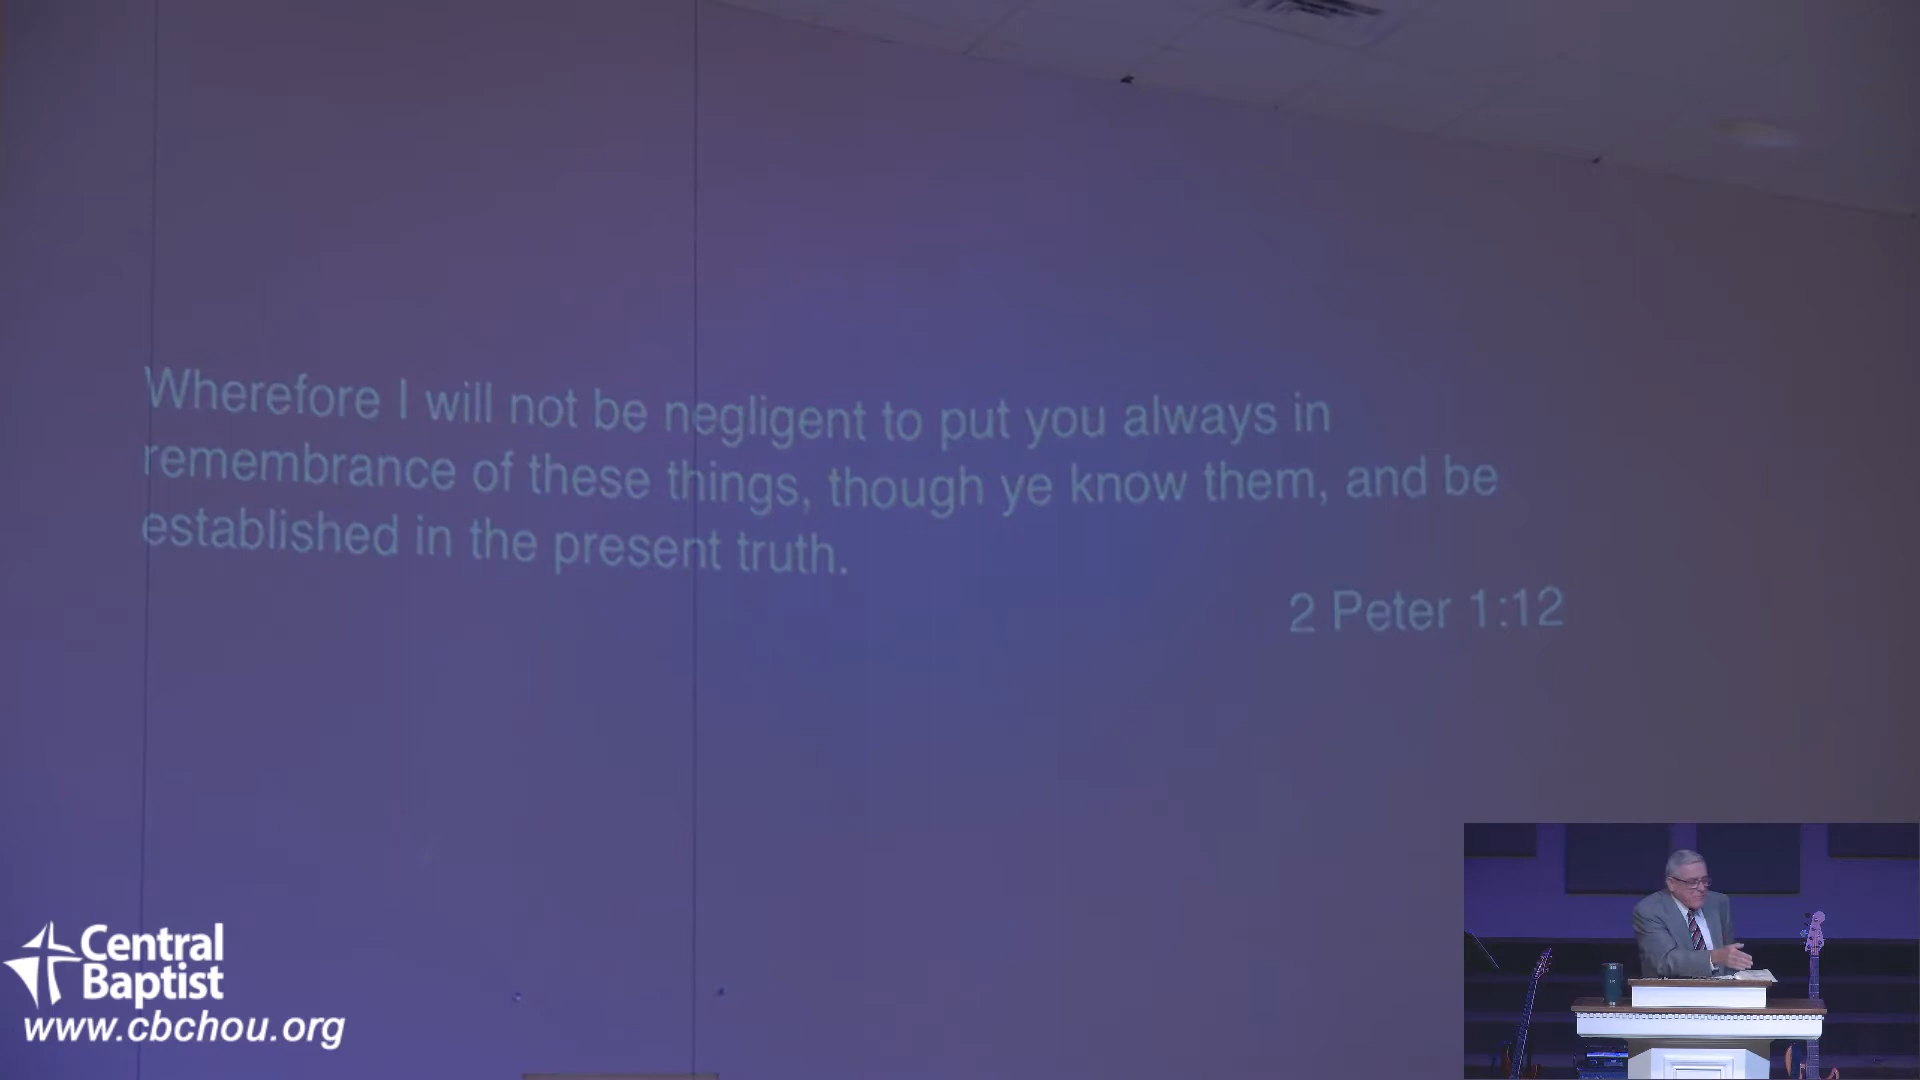 Wherefore I will not be negligent to put you always in
remembrance of these things, though ye know them, and be
established in the present truth.
2 Peter 1:12
Central
Baptist
www.cbchou.org